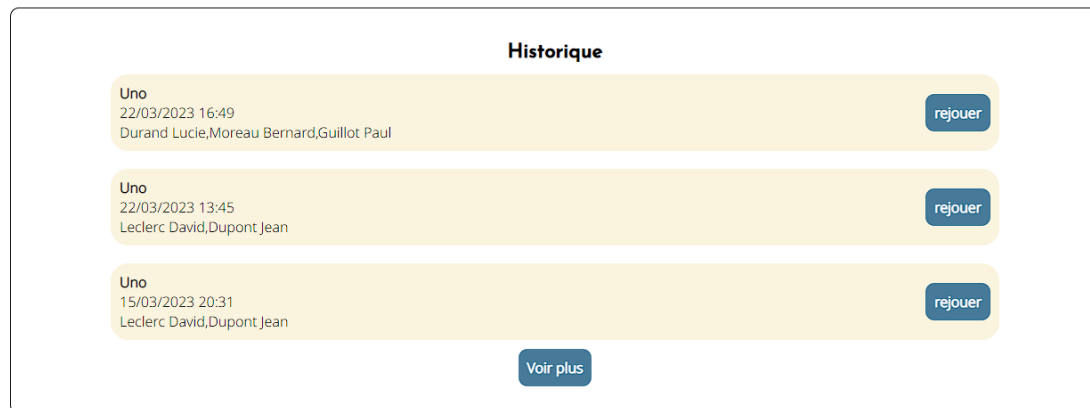 Historique
Uno
22/03/2023 16:49
Durand Lucie,Moreau Bernard,Guillot Paul
rejouer
Uno
22/03/2023 13:45
Leclerc David,Dupont Jean
rejouer
Uno
15/03/2023 20:31
Leclerc David,Dupont Jean
rejouer
Voir plus